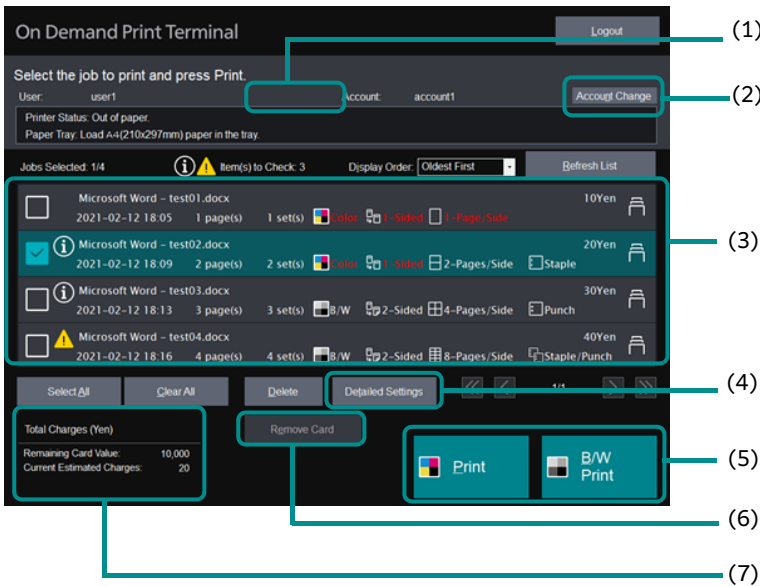 On Demand Print Terminal
Logout
(1)
Select the job to print and press Print.
User: user1 Account: account1 Account Change
(2)
Printer Status: Out of paper.
Paper Tray: Load A4(210x297mm) paper in the tray.
Jobs Selected: 1/4 Item(s) to Check: 3 Display Order: Oldest First Refresh List
Microsoft Word - test01.docx 10Yen
2021-02-12 18:05 1 page(s) 1 set(s) Color 1-Sided 1-Page/Side
(3)
Microsoft Word - test02.docx 20Yen
2021-02-12 18:09 2 page(s) 2 set(s) Color 1-Sided 2-Pages/Side Staple
Microsoft Word - test03.docx 30Yen
2021-02-12 18:13 3 page(s) 3 set(s) B/W 2-Sided 4-Pages/Side Punch
Microsoft Word - test04.docx 40Yen
2021-02-12 18:16 4 page(s) 4 set(s) B/W 2-Sided 8-Pages/Side Staple/Punch
Select All Clear All Delete Detailed Settings 1/1
(4)
Total Charges (Yen) Remove Card
Remaining Card Value: 10,000
Current Estimated Charges: 20
Print
B/W
Print
(5)
(6)
(7)